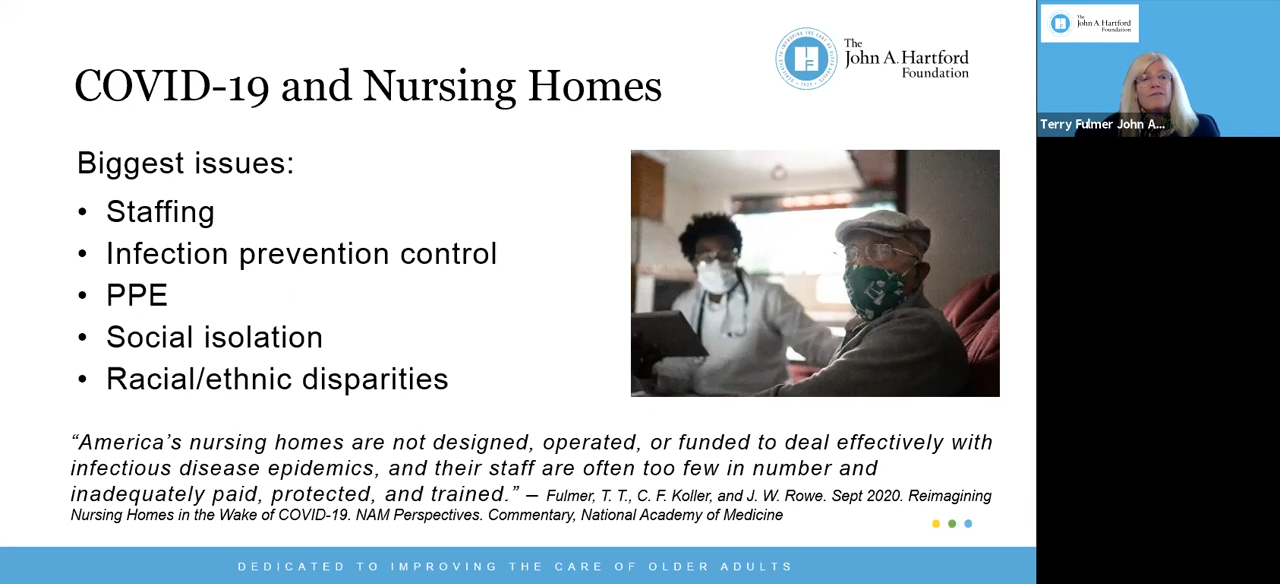 The
John A. Hartford
Foundation
COVID-19 and Nursing Homes
Biggest issues:
• Staffing
• Infection prevention control
• PPE
• Social isolation
• Racial/ethnic disparities
“America’s nursing homes are not designed, operated, or funded to deal effectively with
infectious disease epidemics, and their staff are often too few in number and
inadequately paid, protected, and trained.” – Fulmer, T. T., C. F. Koller, and J. W. Rowe. Sept 2020. Reimagining
Nursing Homes in the Wake of COVID-19. NAM Perspectives. Commentary, National Academy of Medicine
DEDICATED TO IMPROVING THE CARE OF OLDER ADULTS
The
John A Hartford
Foundation
Terry Fulmer John A...